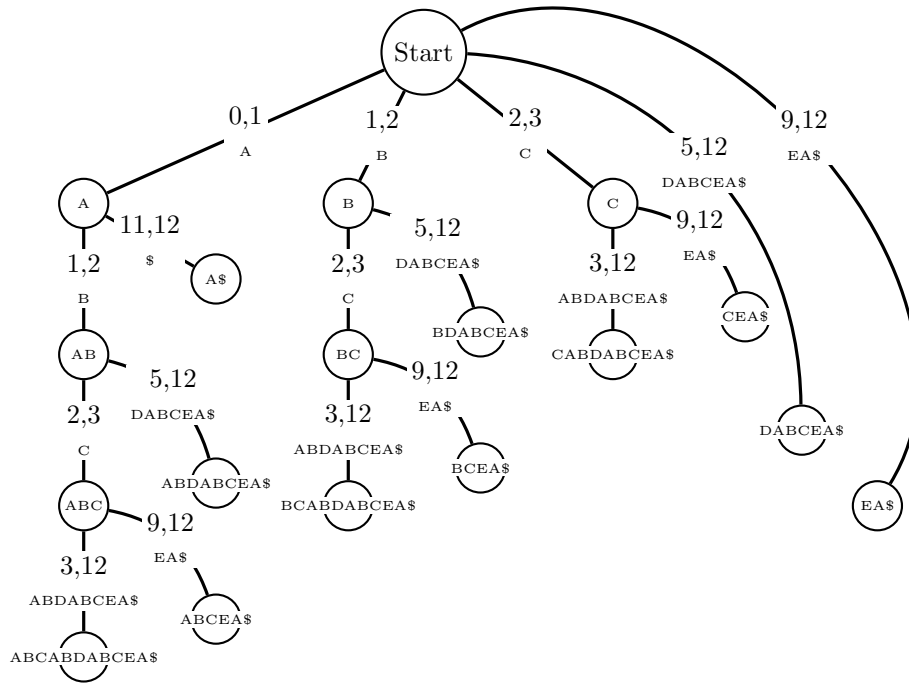 Start
0,1
A
1,2
B
2,3
C
5,12
DABCEA$
9,12
EA$
A
11,12
$
A$
B
5,12
DABCEA$
BDABCEA$
C
9,12
EA$
CEA$
1,2
B
2,3
C
3,12
ABDABCEA$
CABDABCEA$
AB
5,12
DABCEA$
ABDABCEA$
BC
9,12
EA$
BCEA$
DABCEA$
2,3
C
3,12
ABDABCEA$
BCABDABCEA$
EA$
ABC
9,12
EA$
ABCEA$
3,12
ABDABCEA$
ABCABDABCEA$